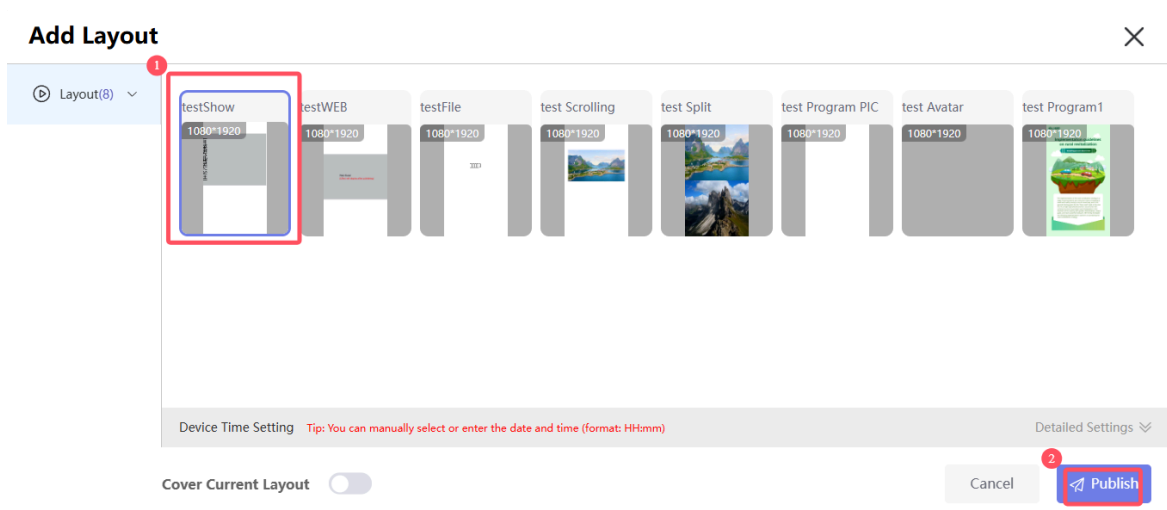 Add Layout
1
Layout(8)
testShow
testWEB
testFile
test Scrolling
test Split
test Program PIC
test Avatar
test Program1
1080*1920
1080*1920
1080*1920
1080*1920
1080*1920
1080*1920
1080*1920
1080*1920
Device Time Setting Tip: You can manually select or enter the date and time (format: HH:mm)
Detailed Settings
2
Cover Current Layout
Cancel
Publish